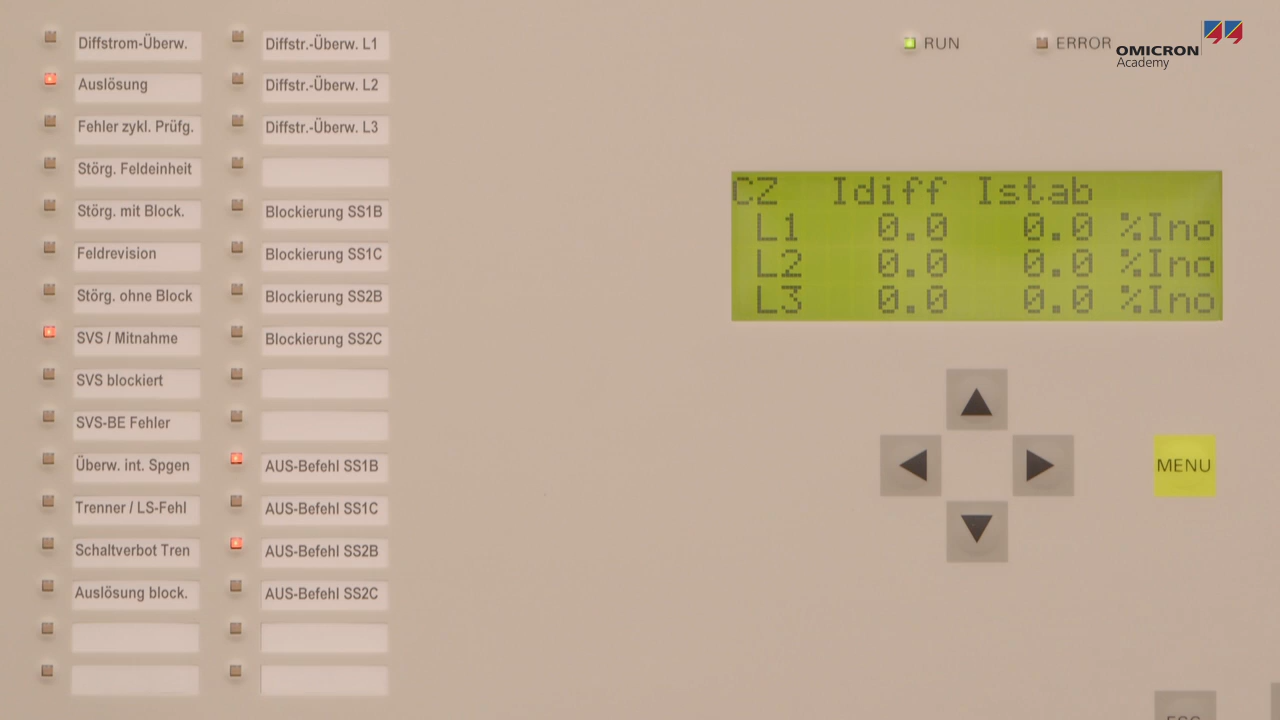 Diffstrom-Überw.
Auslösung
Fehler zykl. Prüfg.
Störg. Feldeinheit
Störg. mit Block.
Feldrevision
Störg. ohne Block
SVS / Mitnahme
SVS blockiert
SVS-BE Fehler
Überw. int. Spgen
Trenner / LS-Fehl
Schaltverbot Tren
Auslösung block.
Diffstr.-Überw. L1
Diffstr.-Überw. L2
Diffstr.-Überw. L3
Blockierung SS1B
Blockierung SS1C
Blockierung SS2B
Blockierung SS2C
AUS-Befehl SS1B
AUS-Befehl SS1C
AUS-Befehl SS2B
AUS-Befehl SS2C
RUN
ERROR
OMICRON
Academy
CZ Idiff Istab
L1 0.0 0.0 %Ino
L2 0.0 0.0 %Ino
L3 0.0 0.0 %Ino
MENU